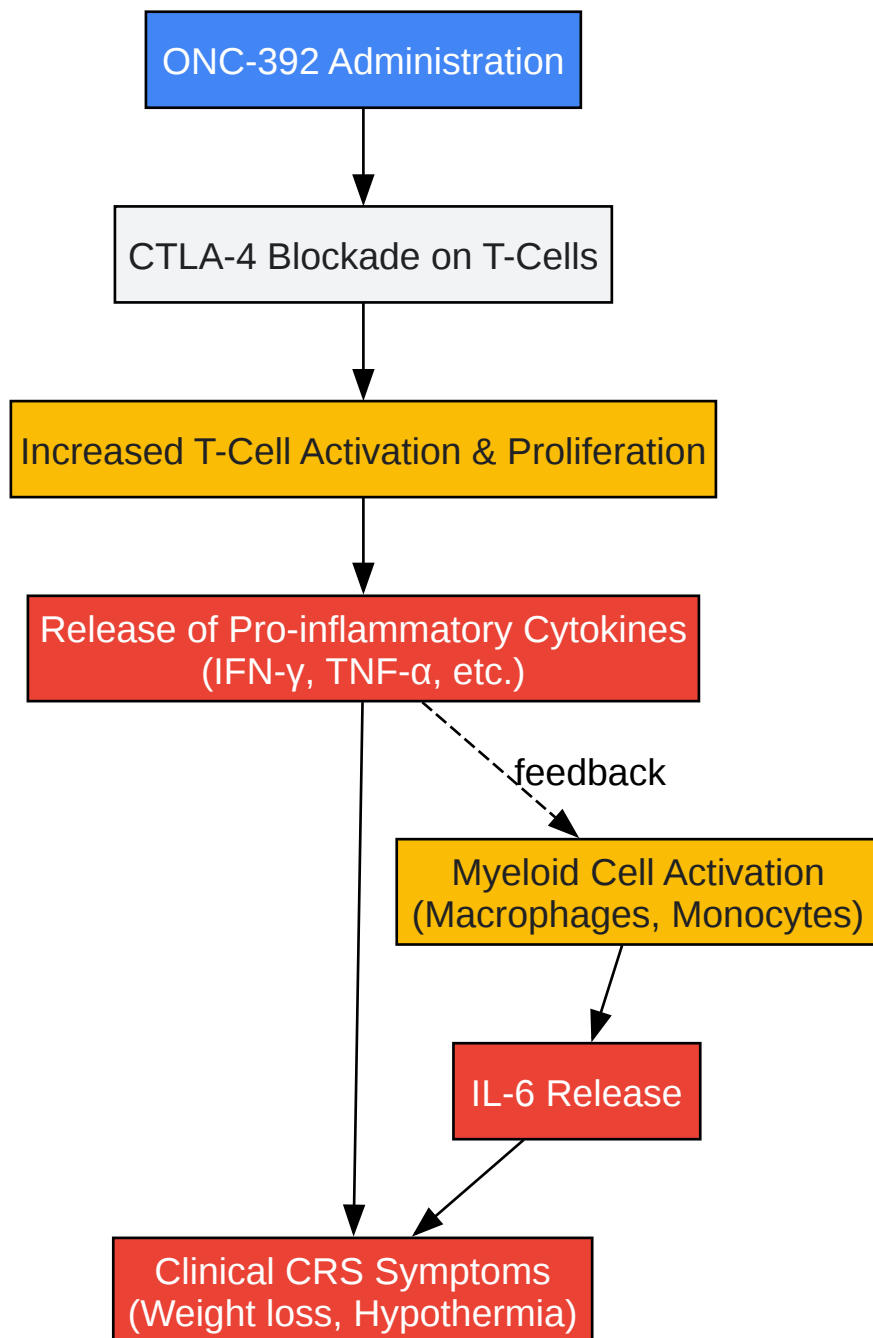 ONC-392 Administration
CTLA-4 Blockade on T-Cells
Increased T-Cell Activation & Proliferation
Release of Pro-inflammatory Cytokines
(IFN-γ, TNF-α, etc.)
feedback
Myeloid Cell Activation
(Macrophages, Monocytes)
IL-6 Release
Clinical CRS Symptoms
(Weight loss, Hypothermia)